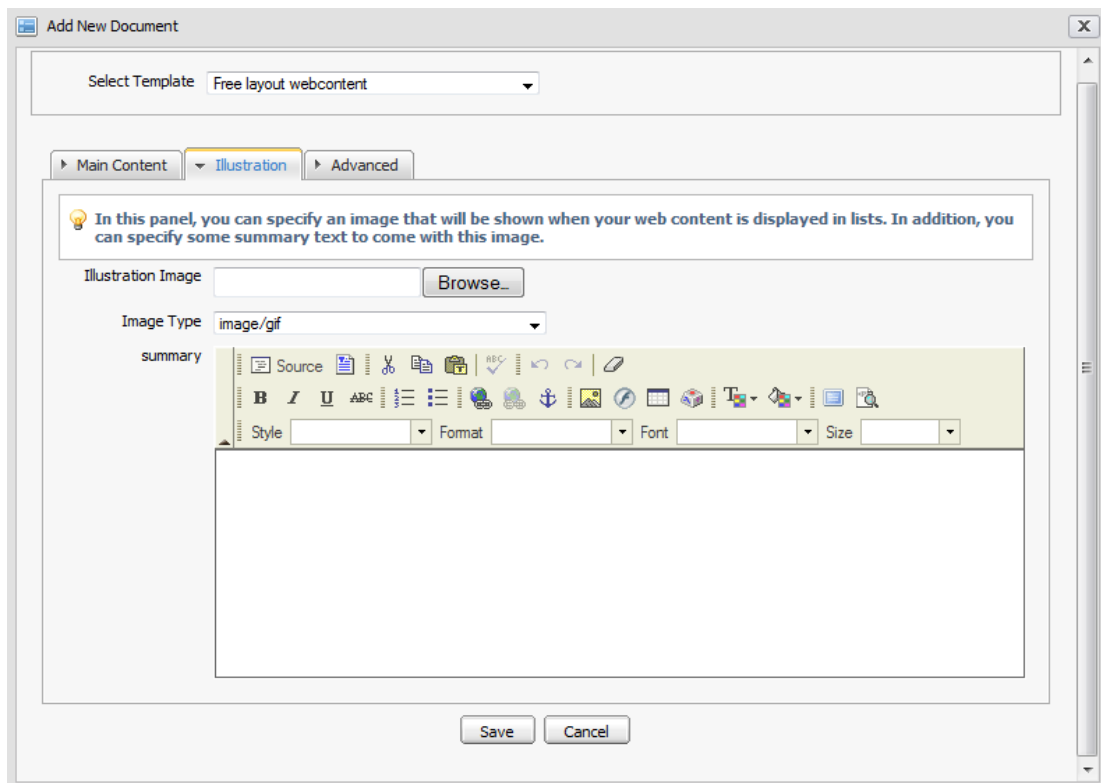 Add New Document
Select Template Free layout webcontent
Main Content Illustration Advanced
In this panel, you can specify an image that will be shown when your web content is displayed in lists. In addition, you
can specify some summary text to come with this image.
Illustration Image Browse...
Image Type image/gif
summary
Source ABC
B I U ABC
Style Format Font Size
Save Cancel